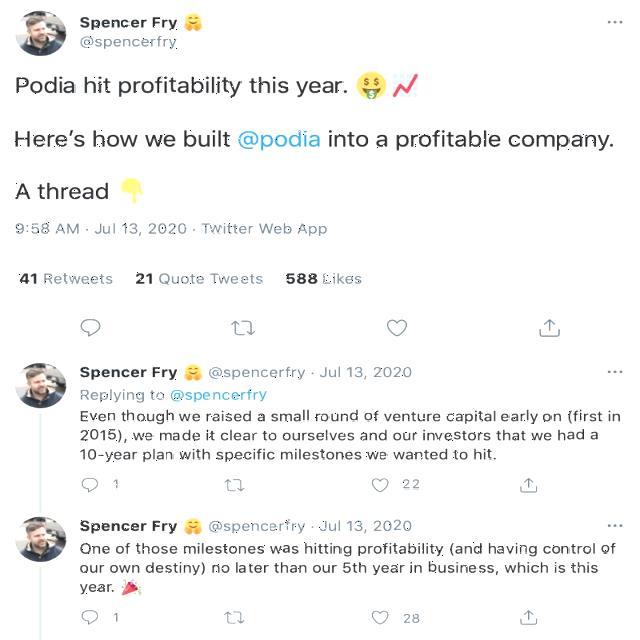 Spencer Fry 🤗
@spencerfry
Podia hit profitability this year. 🤑 📈
Here's how we built @podia into a profitable company.
A thread 👇
9:58 AM · Jul 13, 2020 · Twitter Web App
41 Retweets 21 Quote Tweets 588 Likes
Spencer Fry 🤗 @spencerfry · Jul 13, 2020
Replying to @spencerfry
Even though we raised a small round of venture capital early on (first in
2015), we made it clear to ourselves and our investors that we had a
10-year plan with specific milestones we wanted to hit.
1 22
Spencer Fry 🤗 @spencerfry · Jul 13, 2020
One of those milestones was hitting profitability (and having control of
our own destiny) no later than our 5th year in business, which is this
year. 🎉
1 28